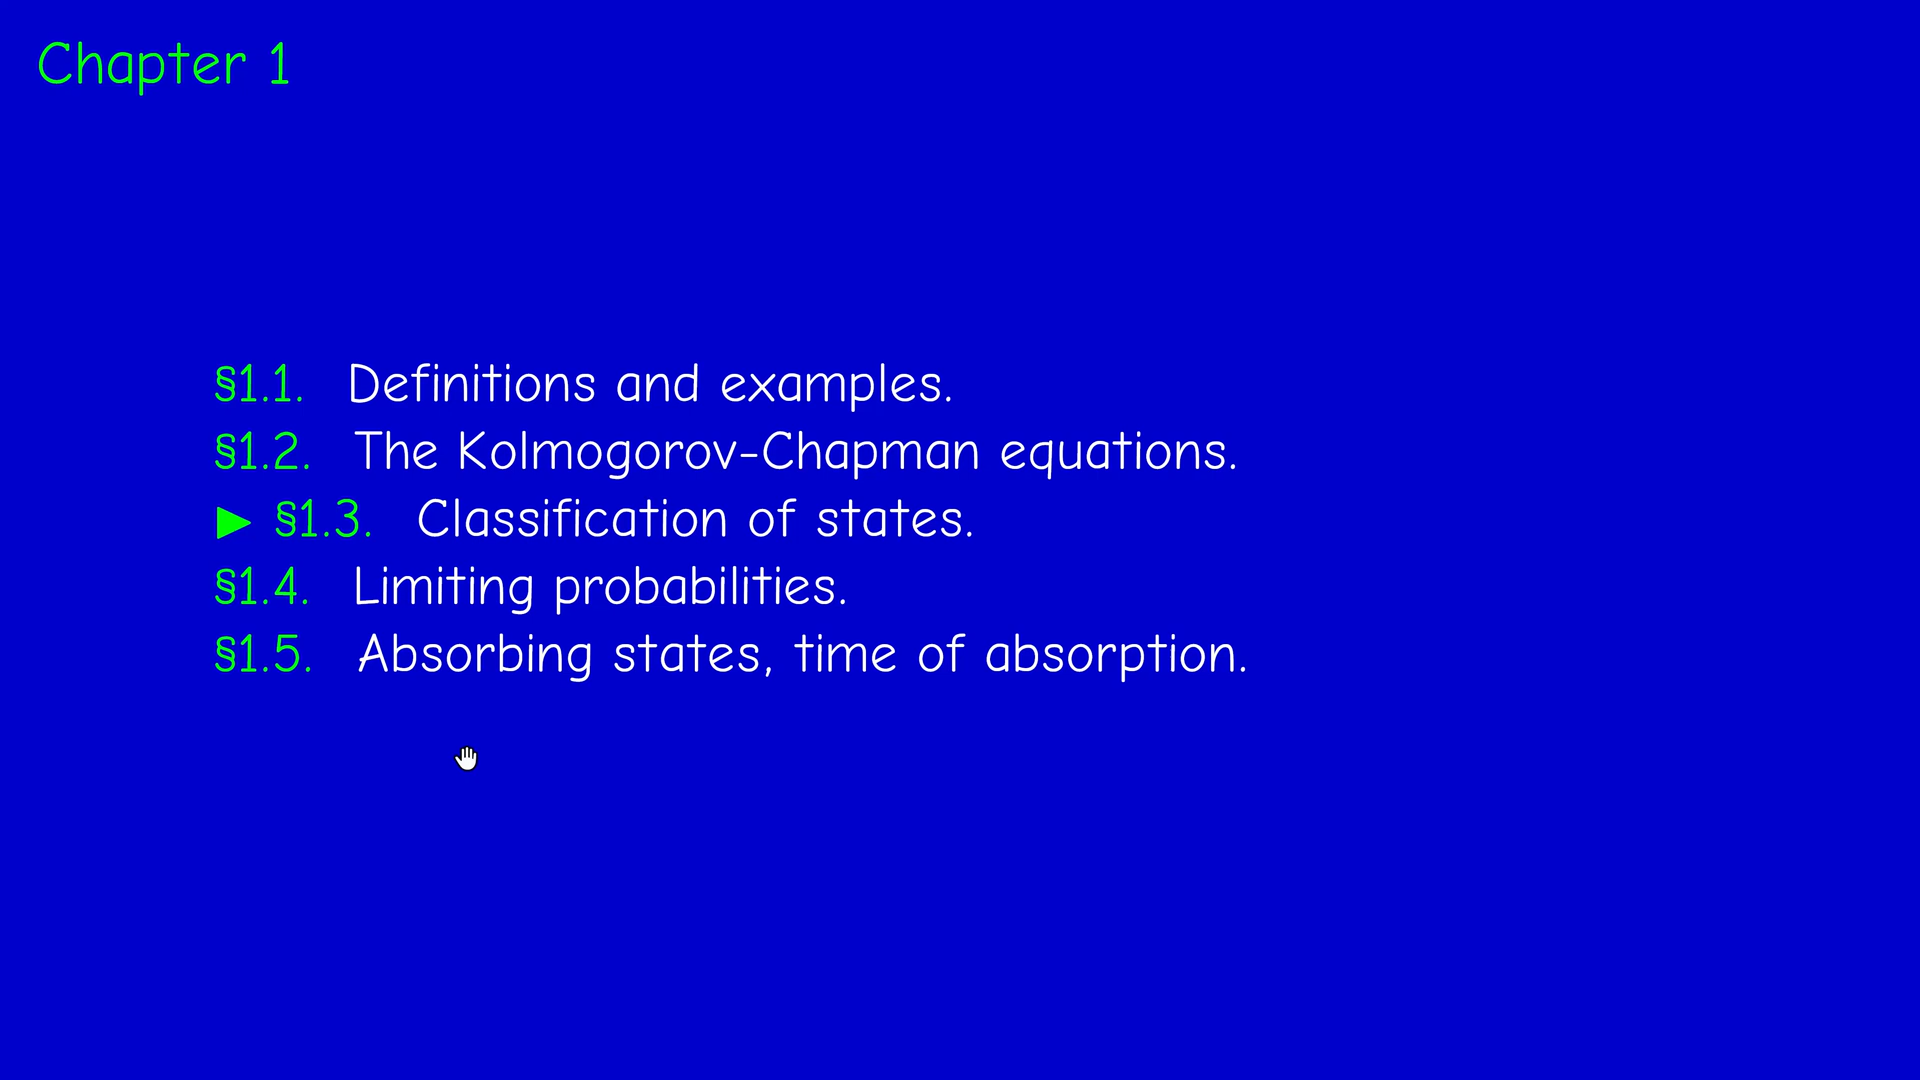 Chapter 1
§1.1. Definitions and examples.
§1.2. The Kolmogorov-Chapman equations.
▶ §1.3. Classification of states.
§1.4. Limiting probabilities.
§1.5. Absorbing states, time of absorption.